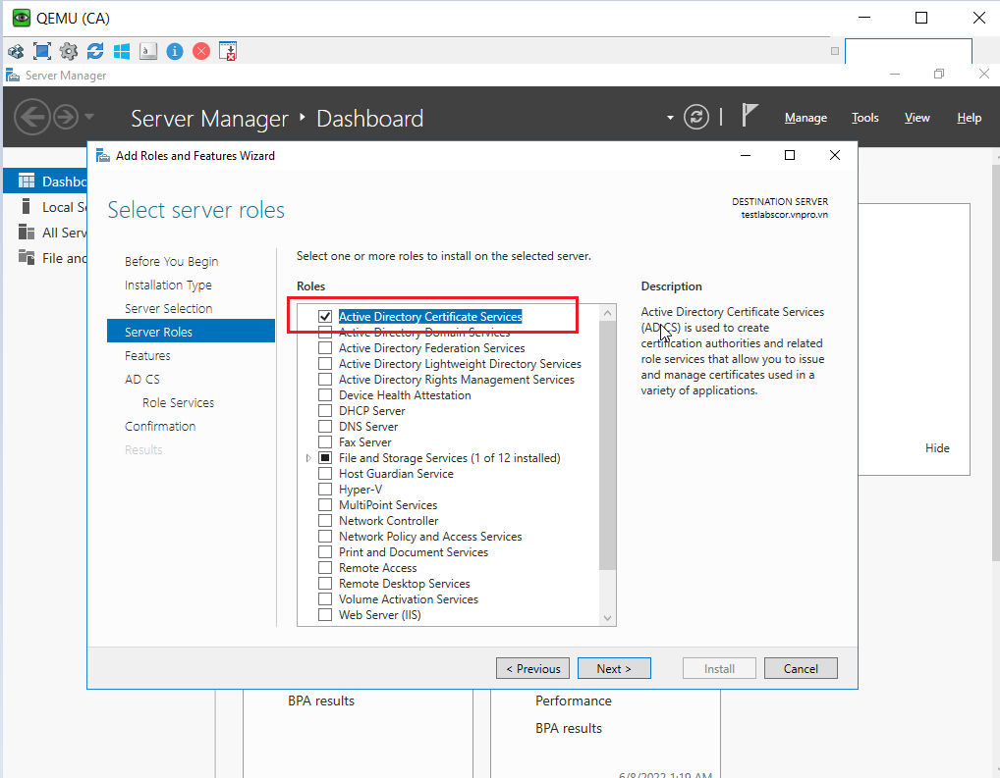 QEMU (CA)
Server Manager
Server Manager ‣ Dashboard
Manage
Tools
View
Help
Add Roles and Features Wizard
Select server roles
DESTINATION SERVER
testlabscor.vnpro.vn
Before You Begin
Installation Type
Server Selection
Server Roles
Features
AD CS
Role Services
Confirmation
Results
Select one or more roles to install on the selected server.
Roles
Active Directory Certificate Services
Active Directory Domain Services
Active Directory Federation Services
Active Directory Lightweight Directory Services
Active Directory Rights Management Services
Device Health Attestation
DHCP Server
DNS Server
Fax Server
File and Storage Services (1 of 12 installed)
Host Guardian Service
Hyper-V
MultiPoint Services
Network Controller
Network Policy and Access Services
Print and Document Services
Remote Access
Remote Desktop Services
Volume Activation Services
Web Server (IIS)
Description
Active Directory Certificate Services
(AD CS) is used to create
certification authorities and related
role services that allow you to issue
and manage certificates used in a
variety of applications.
Dashbo
Local Se
All Serv
File and
Hide
< Previous
Next >
Install
Cancel
BPA results
Performance
BPA results
6/8/2022 1:19 AM